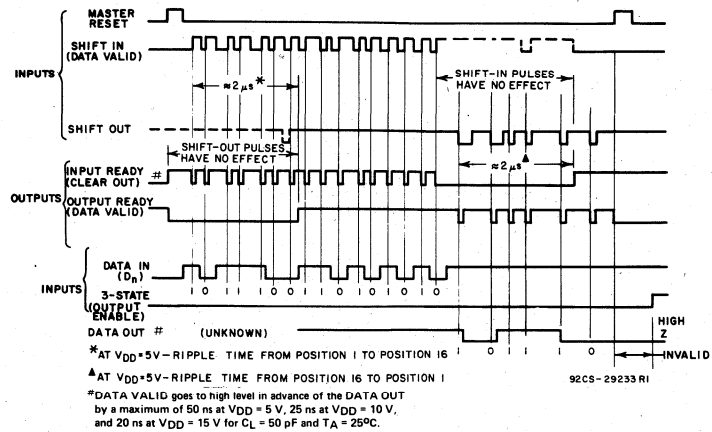 MASTER
RESET
SHIFT IN
(DATA VALID)
INPUTS
≈2 μs*
SHIFT-IN PULSES
HAVE NO EFFECT
SHIFT OUT
SHIFT-OUT PULSES
HAVE NO EFFECT
≈2 μs▲
INPUT READY #
(CLEAR OUT)
OUTPUTS
OUTPUT READY
(DATA VALID)
DATA IN
(Dn)
INPUTS
1 0 1 1 1 0 0 1 0 1 0 1 0 1 0
3-STATE
(OUTPUT
ENABLE)
HIGH
Z
DATA OUT # (UNKNOWN)
1 0 1 1 1 0
INVALID
*AT VDD=5V-RIPPLE TIME FROM POSITION 1 TO POSITION 16
▲AT VDD=5V-RIPPLE TIME FROM POSITION 16 TO POSITION 1
92CS-29233 R1
#DATA VALID goes to high level in advance of the DATA OUT
by a maximum of 50 ns at VDD = 5 V, 25 ns at VDD = 10 V,
and 20 ns at VDD = 15 V for CL = 50 pF and TA = 25°C.